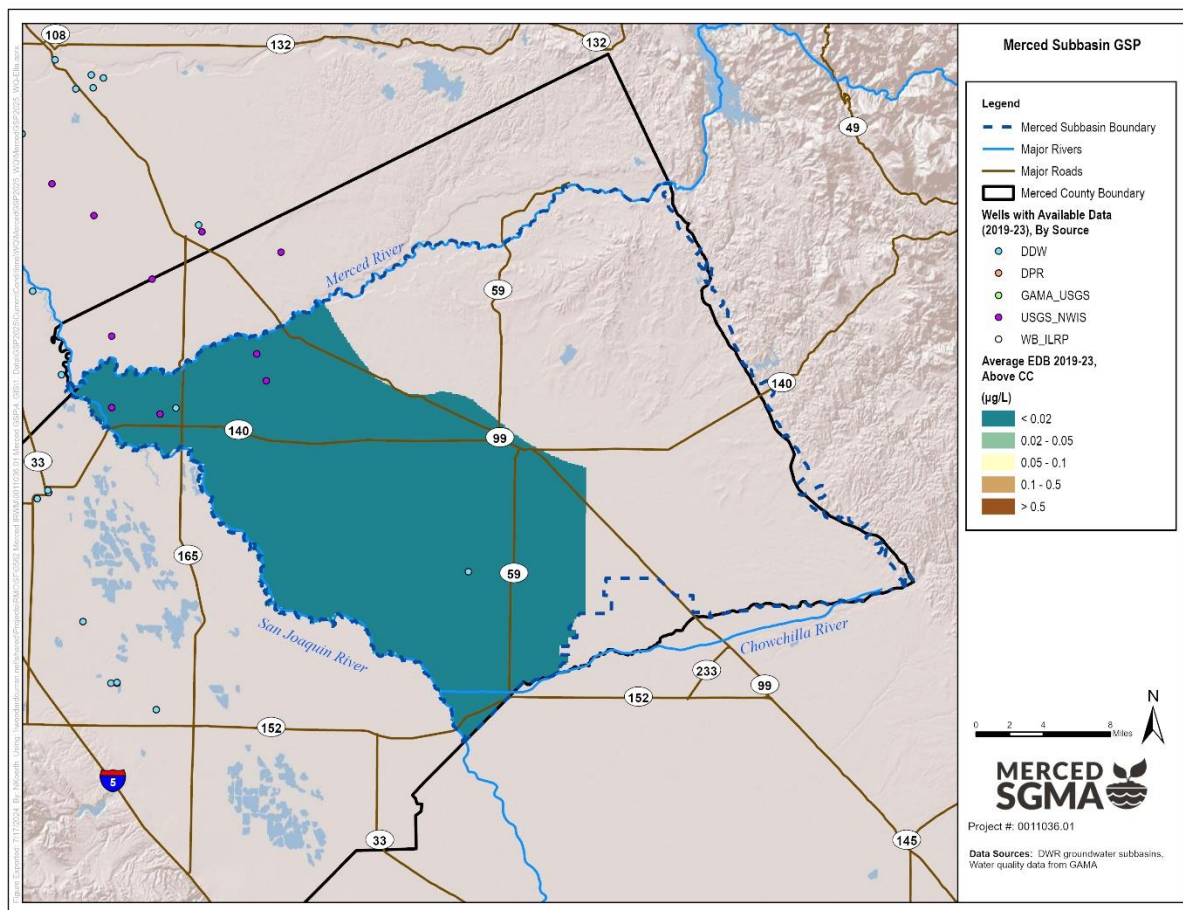 108
132
132
Merced Subbasin GSP
Legend
Merced Subbasin Boundary
Major Rivers
Major Roads
Merced County Boundary
Wells with Available Data
(2019-23), By Source
DDW
DPR
GAMA_USGS
USGS_NWIS
WB_ILRP
Average EDB 2019-23,
Above CC
(µg/L)
< 0.02
0.02 - 0.05
0.05 - 0.1
0.1 - 0.5
> 0.5
49
Merced River
59
140
140
99
33
165
59
San Joaquin River
Chowchilla River
233
99
152
152
5
33
145
N
0 2 4 8
Miles
MERCED
SGMA
Project #: 0011036.01
Data Sources: DWR groundwater subbasins,
Water quality data from GAMA